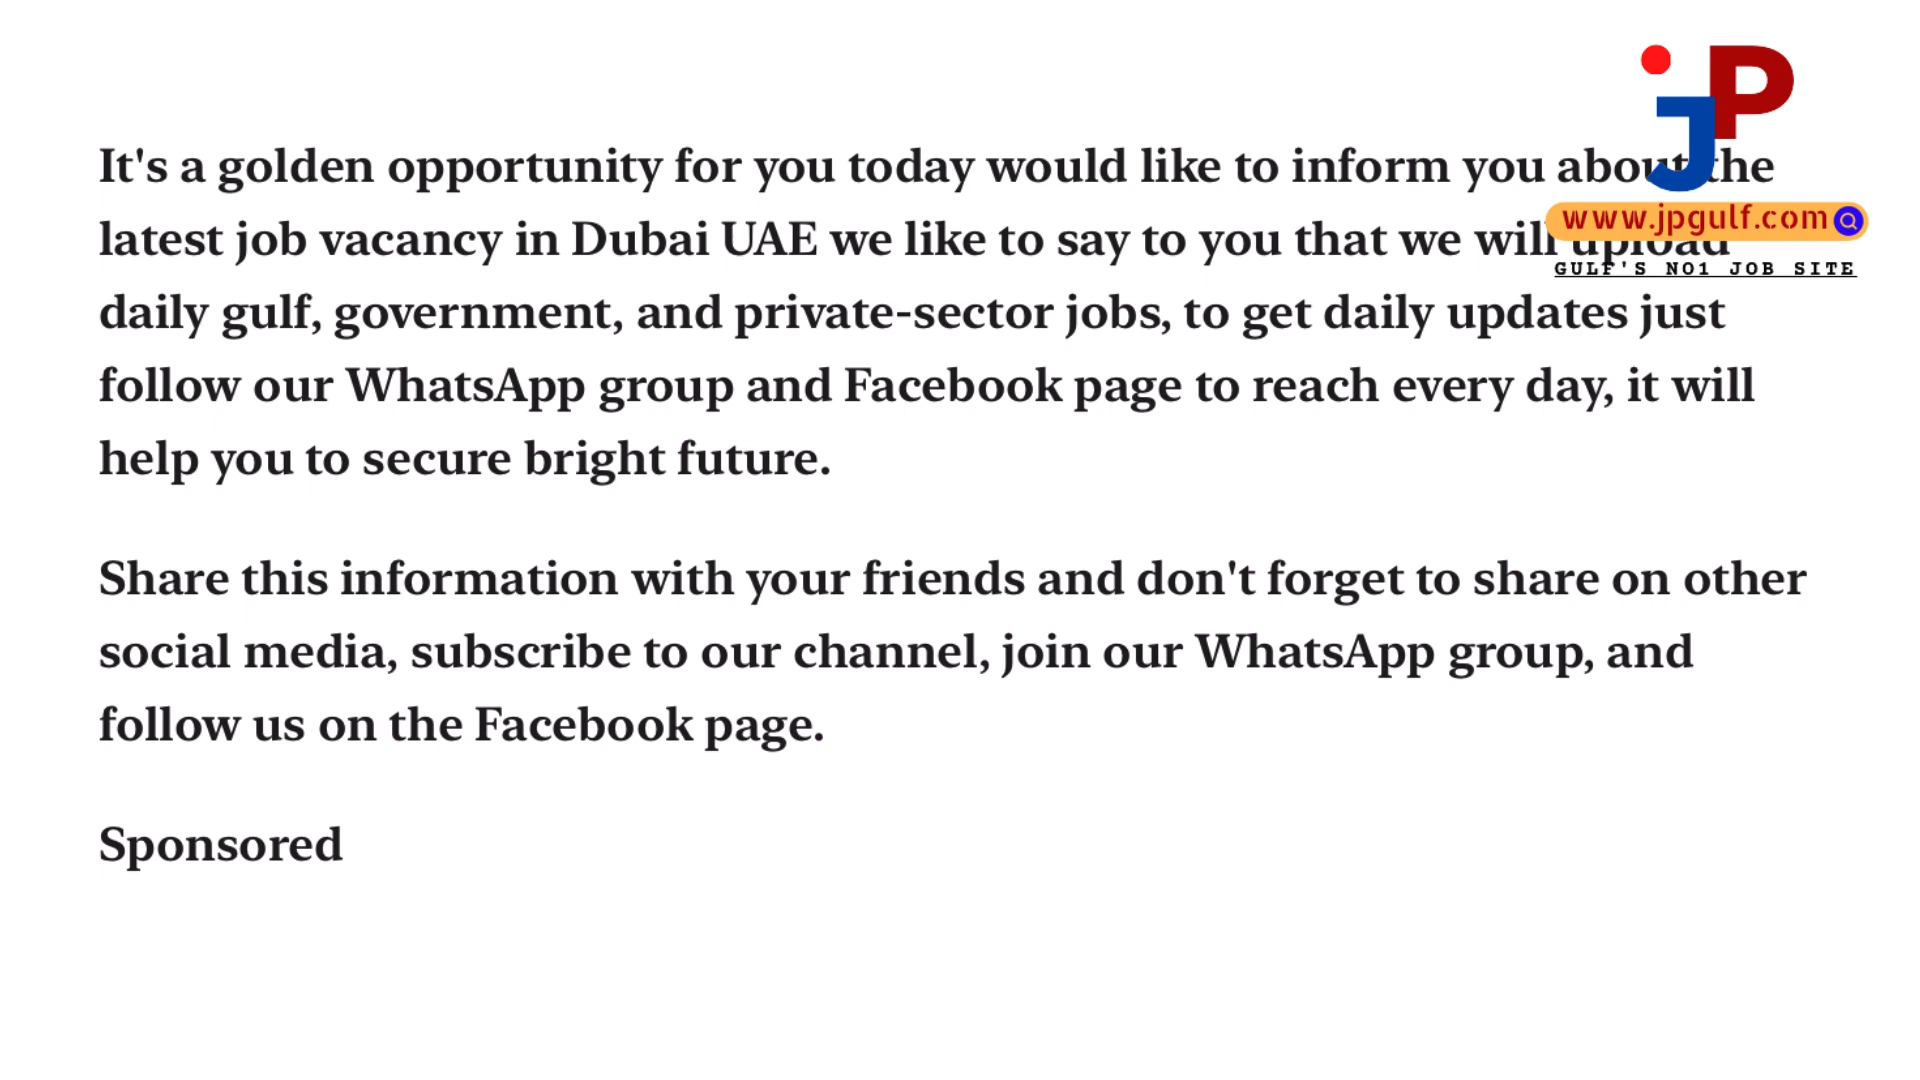 It's a golden opportunity for you today would like to inform you about the
latest job vacancy in Dubai UAE we like to say to you that we will upload
daily gulf, government, and private-sector jobs, to get daily updates just
follow our WhatsApp group and Facebook page to reach every day, it will
help you to secure bright future.
Share this information with your friends and don't forget to share on other
social media, subscribe to our channel, join our WhatsApp group, and
follow us on the Facebook page.
Sponsored
JP
www.jpgulf.com
GULF'S NO1 JOB SITE